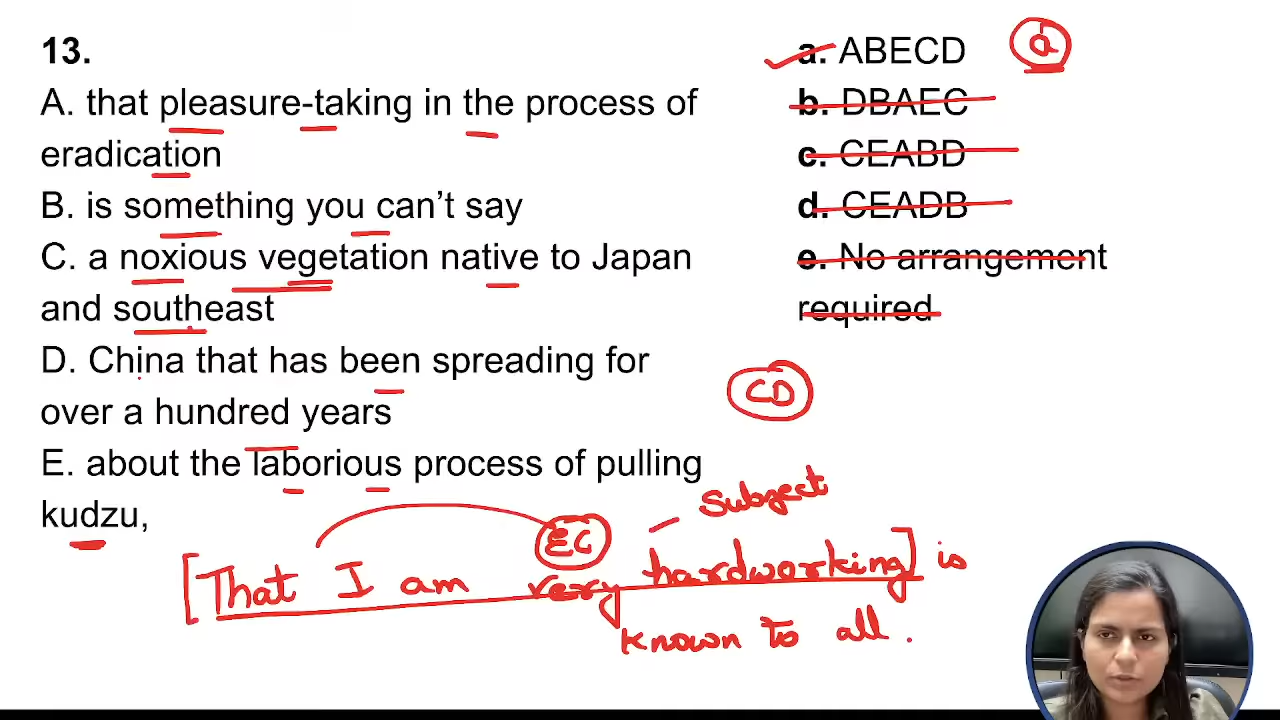 13.
A. that pleasure-taking in the process of
eradication
B. is something you can't say
C. a noxious vegetation native to Japan
and southeast
D. China that has been spreading for
over a hundred years
E. about the laborious process of pulling
kudzu,
a. ABECD
a
b. DBAEC
c. CEABD
d. CEADB
e. No arrangement
required
CD
EC
Subject
[That I am very hardworking] is
known to all.